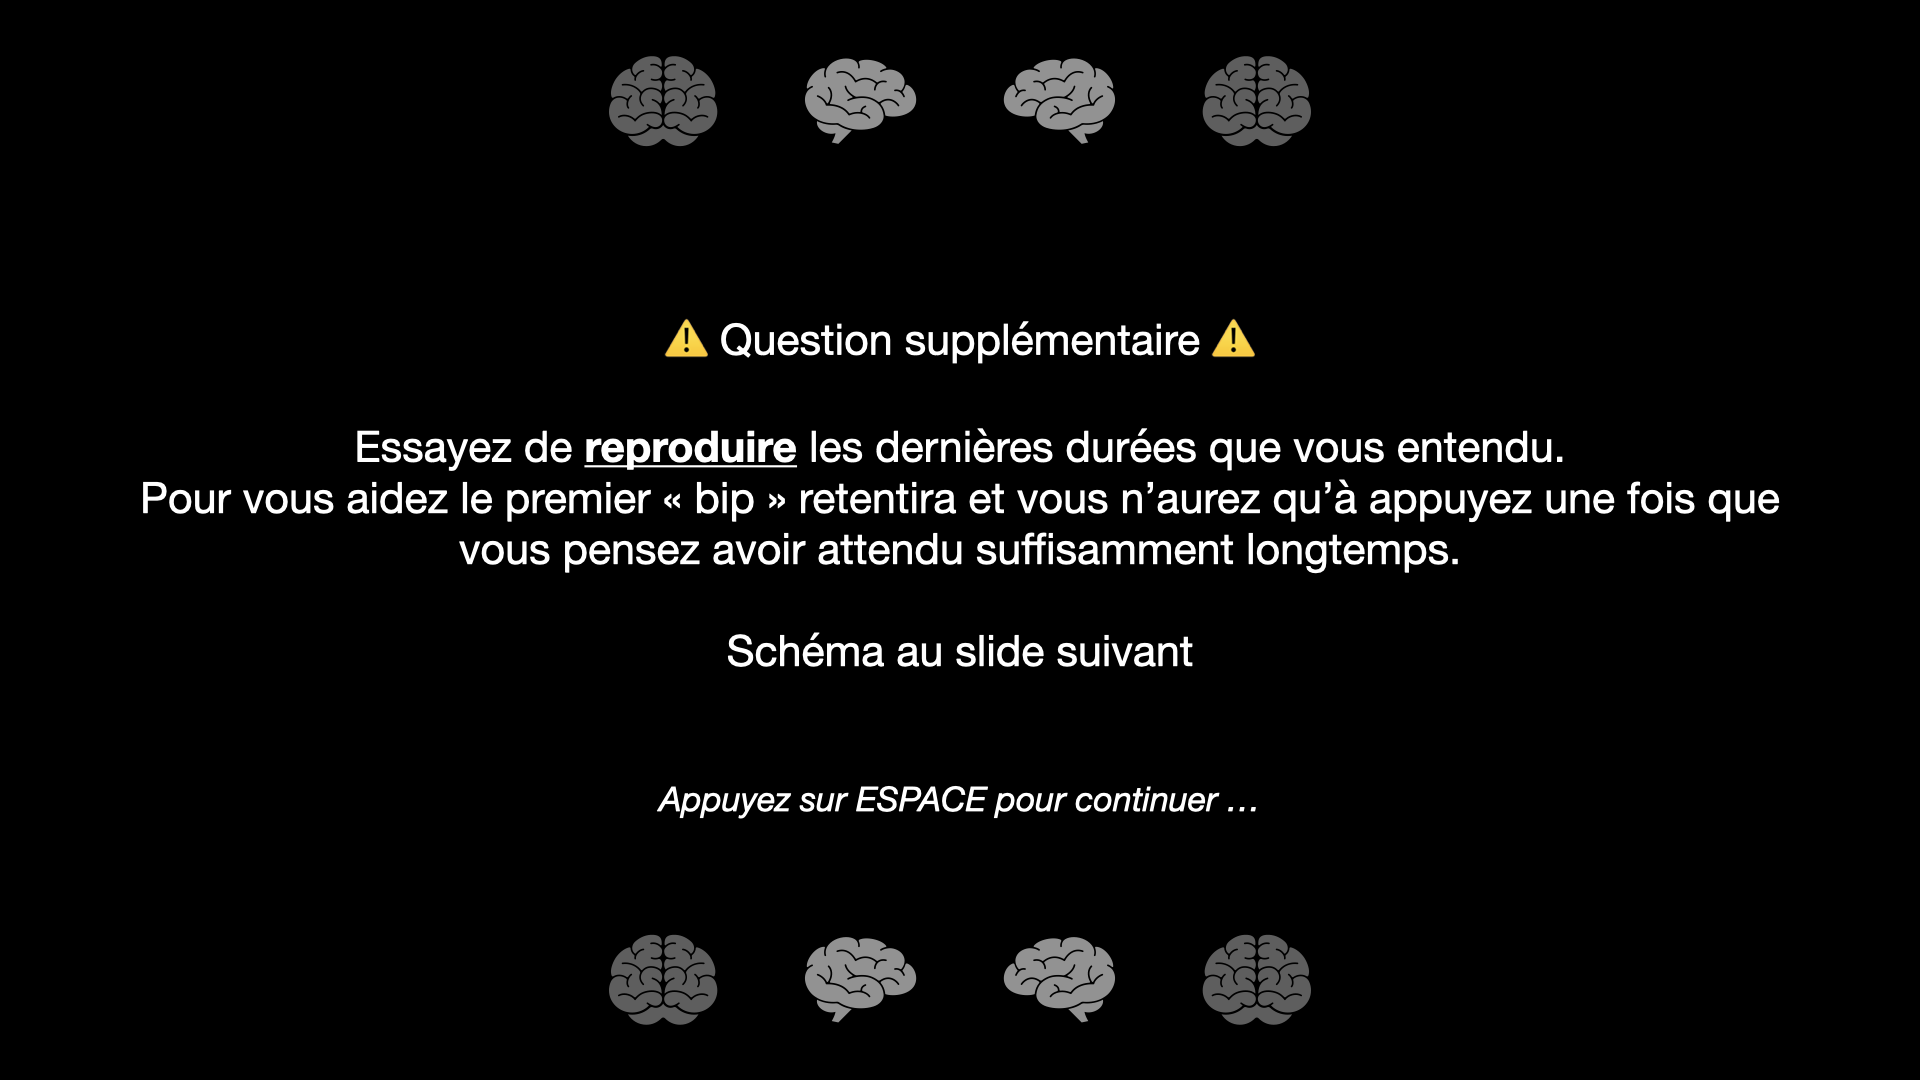 ⚠️ Question supplémentaire ⚠️
Essayez de reproduire les dernières durées que vous entendu.
Pour vous aidez le premier « bip » retentira et vous n’aurez qu’à appuyez une fois que
vous pensez avoir attendu suffisamment longtemps.
Schéma au slide suivant
Appuyez sur ESPACE pour continuer …